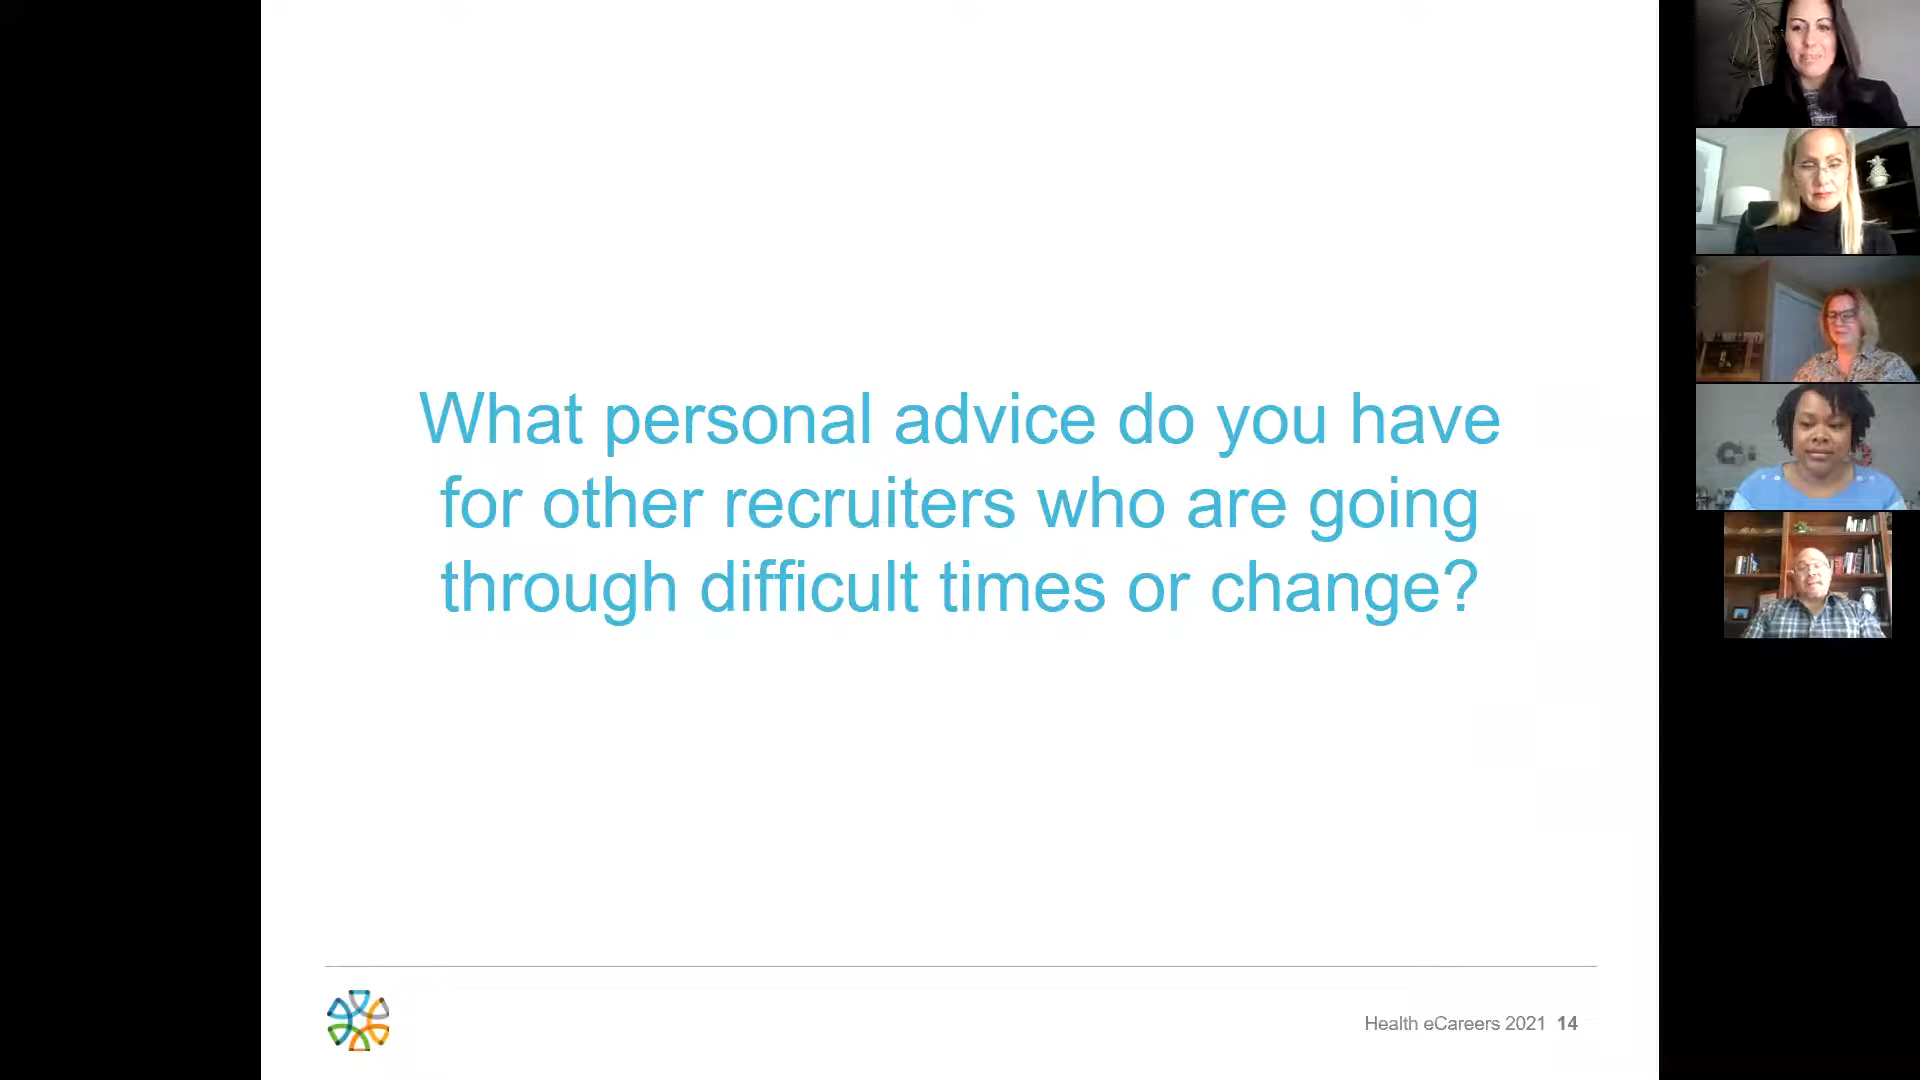 What personal advice do you have
for other recruiters who are going
through difficult times or change?
Health eCareers 2021 14